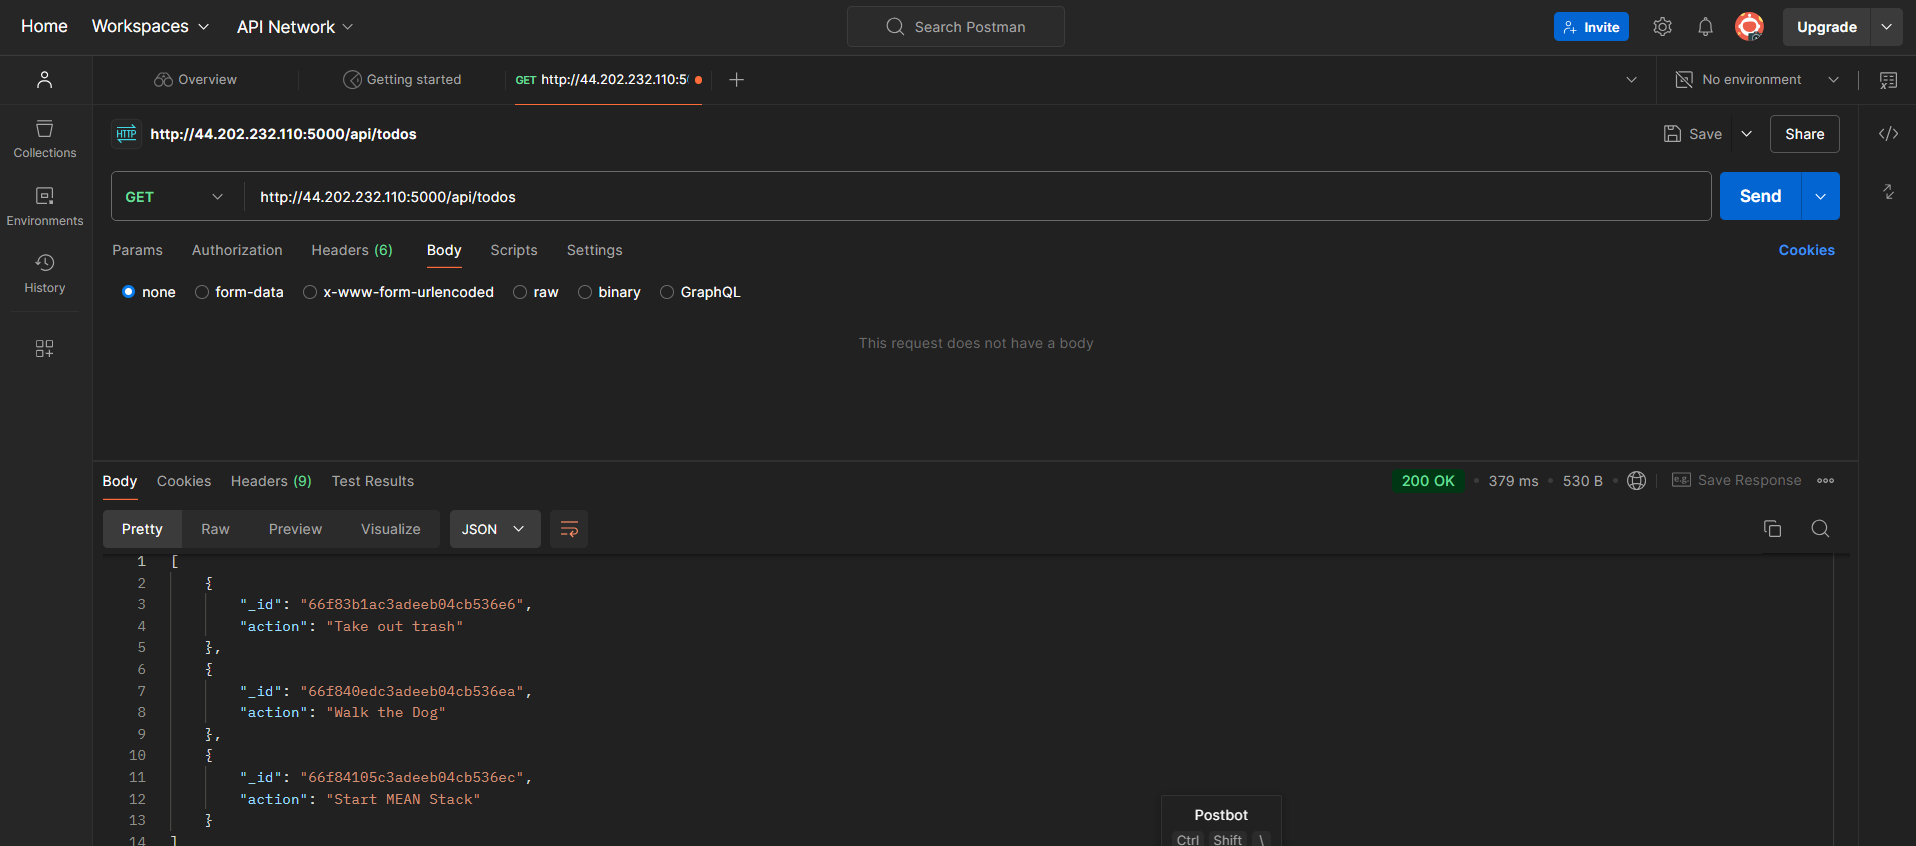 Home Workspaces API Network Search Postman Invite Upgrade
Overview Getting started GET http://44.202.232.110:5 No environment
HTTP http://44.202.232.110:5000/api/todos Save Share
Collections
Environments
History
GET http://44.202.232.110:5000/api/todos Send
Params Authorization Headers (6) Body Scripts Settings Cookies
none form-data x-www-form-urlencoded raw binary GraphQL
This request does not have a body
Body Cookies Headers (9) Test Results 200 OK 379 ms 530 B e.g. Save Response
Pretty Raw Preview Visualize JSON
1 [
2 {
3 "_id": "66f83b1ac3adeeb04cb536e6",
4 "action": "Take out trash"
5 },
6 {
7 "_id": "66f840edc3adeeb04cb536ea",
8 "action": "Walk the Dog"
9 },
10 {
11 "_id": "66f84105c3adeeb04cb536ec",
12 "action": "Start MEAN Stack"
13 }
14 ]
Postbot
Ctrl Shift \